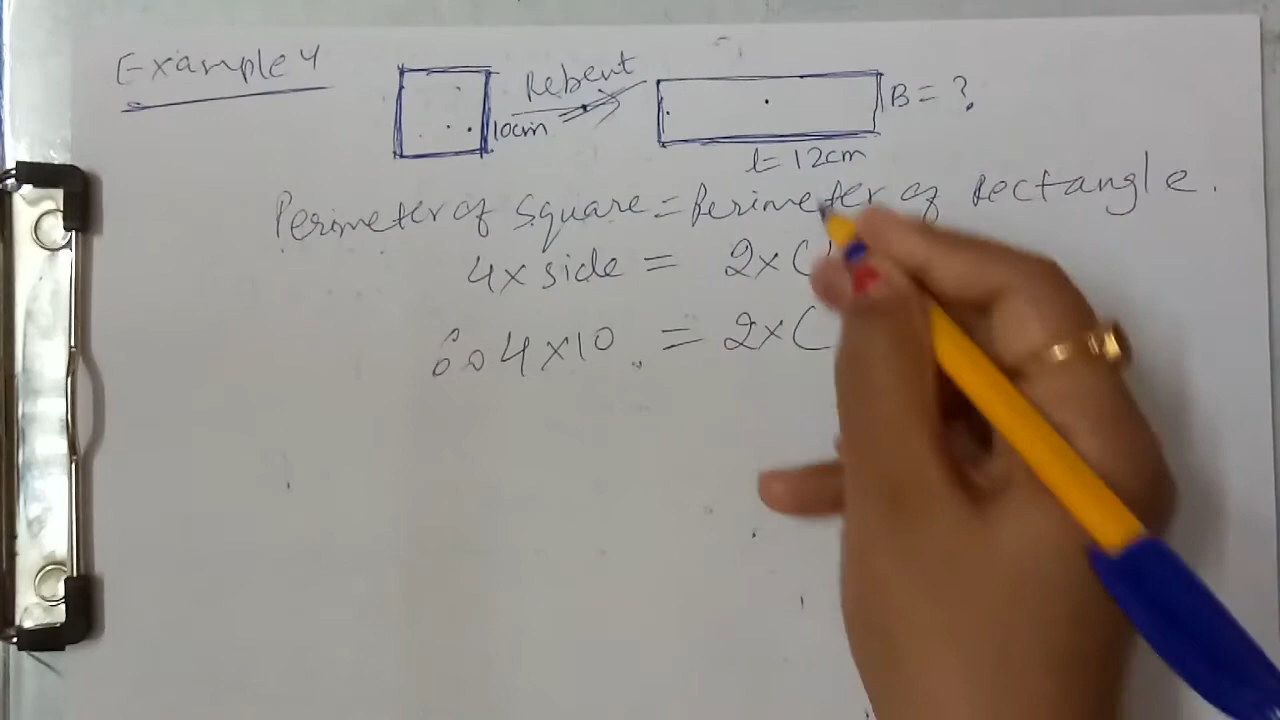 Example 4
Rebent
10cm
B = ?
l = 12cm
Perimeter of square = Perimeter of Rectangle.
4 x side = 2 x (
∴ 4 x 10 = 2 x (